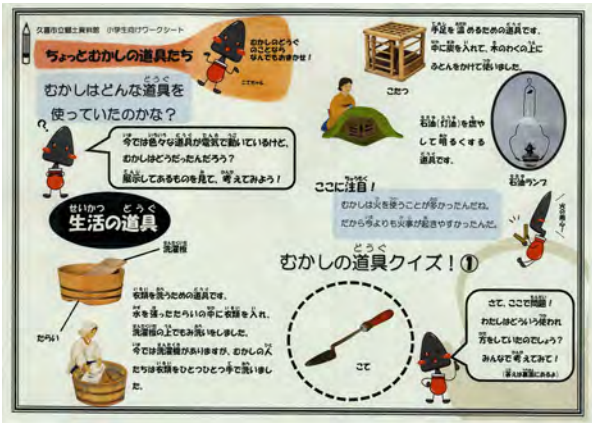 久喜市立郷土資料館　小学生向けワークシート
ちょっとむかしの道具たち
むかしのどうぐ
のことなら
なんでもおまかせ！
こてちゃん
むかしはどんな道具を
使っていたのかな？
今では色々な道具が電気で動いているけど、
むかしはどうだったんだろう？
展示してあるものを見て、考えてみよう！
生活の道具
洗濯板
たらい
衣類を洗うための道具です。
水を張ったたらいの中に衣類を入れ、
洗濯板の上でもみ洗いをしました。
今では洗濯機がありますが、むかしの人
たちは衣類をひとつひとつ手で洗いまし
た。
手足を温めるための道具です。
中に炭を入れて、木のわくの上に
ふとんをかけて使いました。
こたつ
石油(灯油)を燃や
して明るくする
道具です。
石油ランプ
ここに注目！
むかしは火を使うことが多かったんだね。
だから今よりも火事が起きやすかったんだ。
むかしの道具クイズ！①
こて
さて、ここで問題！
わたしはどういう使われ
方をしていたのでしょう？
みんなで考えてみて！
(答えは裏面にあるよ)